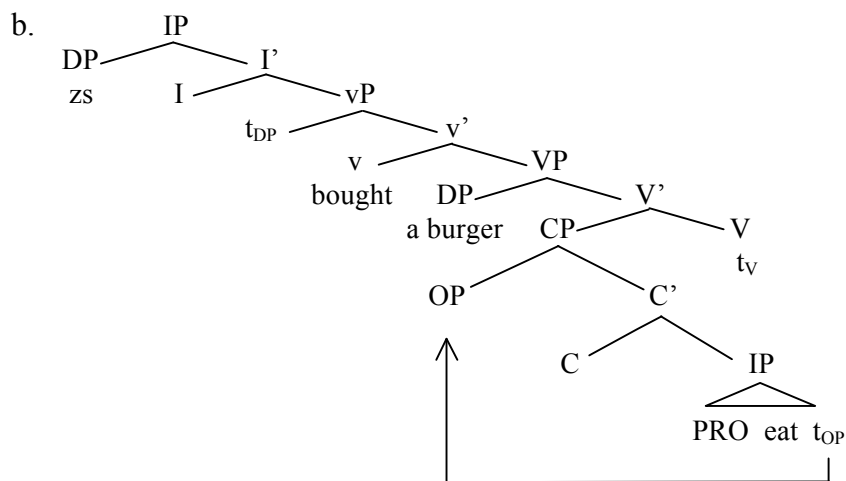 b. IP
DP I’
zs I vP
t_DP v’
v VP
bought DP V’
a burger CP V
t_V
OP C’
C IP
PRO eat t_OP